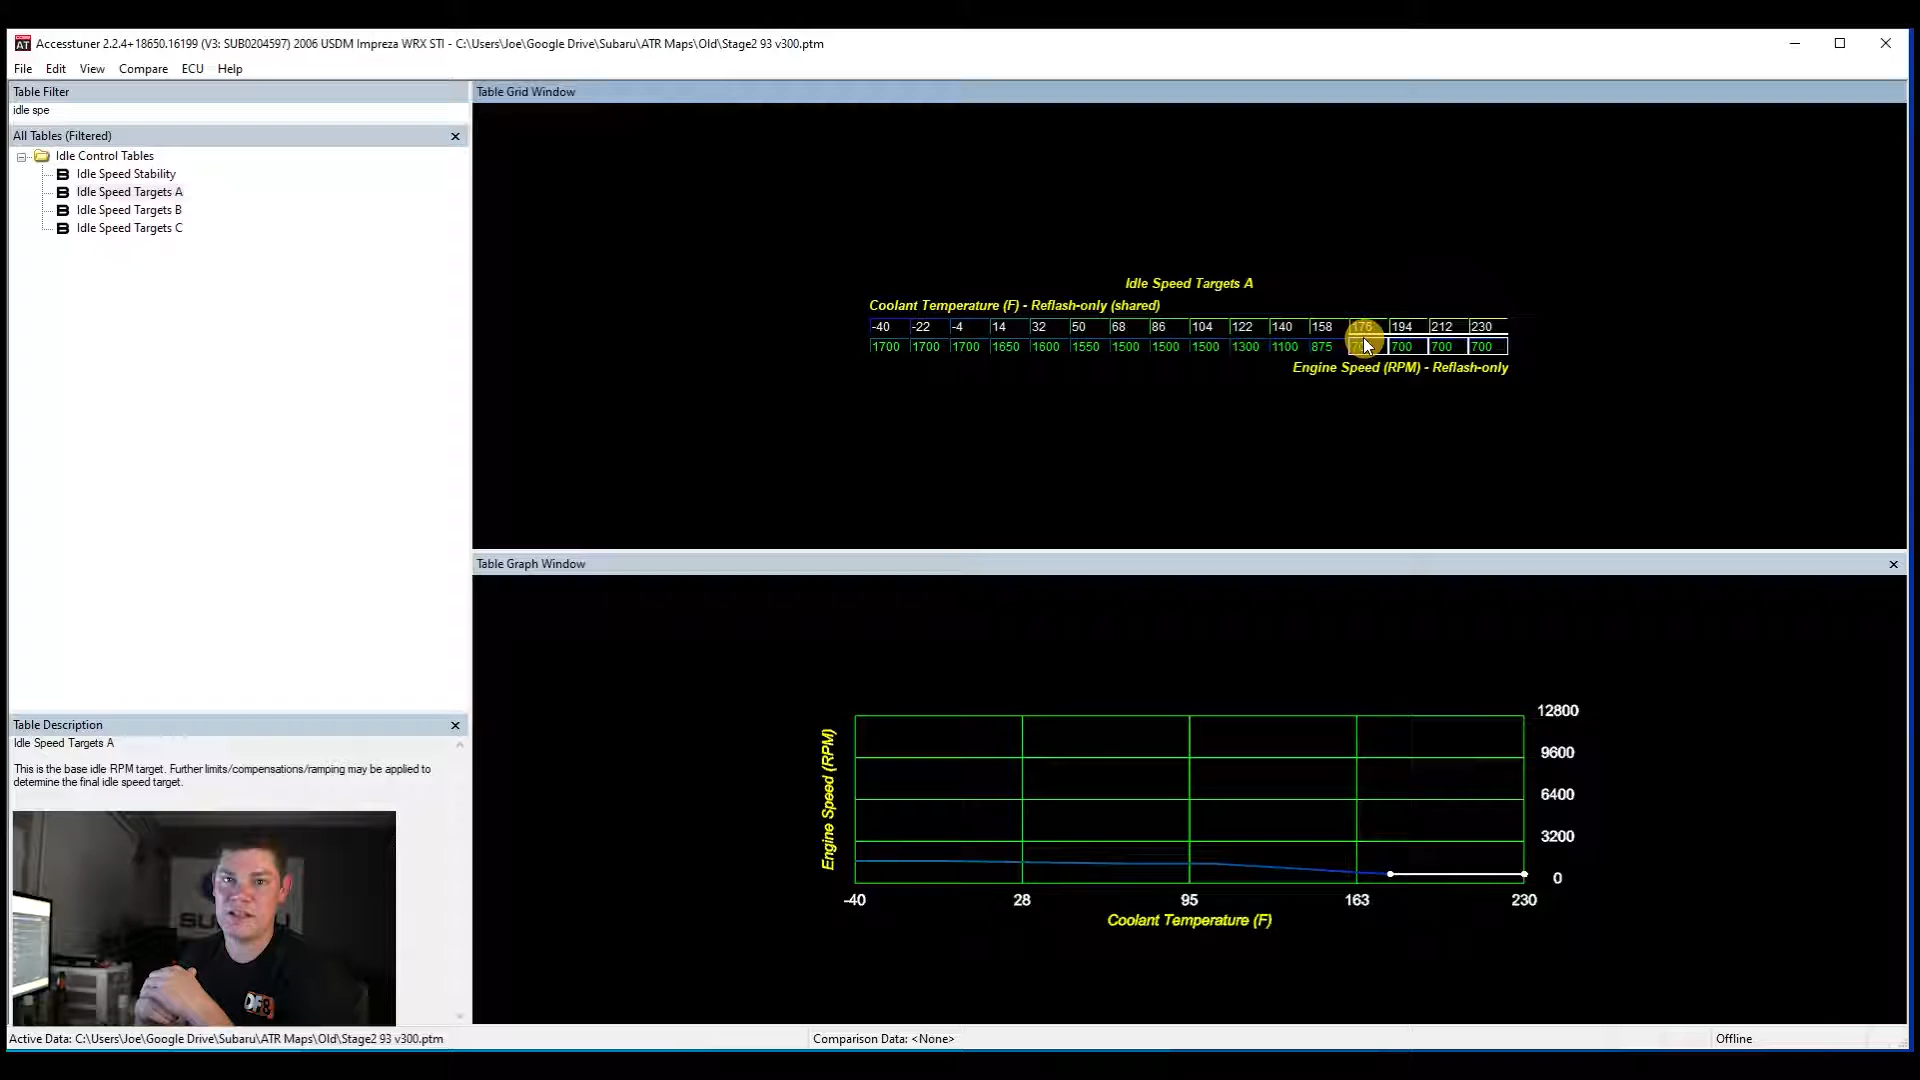 Accesstuner 2.2.4+18650.16199 (V3: SUB0204597) 2006 USDM Impreza WRX STI - C:\Users\Joe\Google Drive\Subaru\ATR Maps\Old\Stage2 93 v300.ptm
File Edit View Compare ECU Help
Table Filter
idle spe
All Tables (Filtered)
Idle Control Tables
Idle Speed Stability
Idle Speed Targets A
Idle Speed Targets B
Idle Speed Targets C
Table Grid Window
Idle Speed Targets A
Coolant Temperature (F) - Reflash-only (shared)
-40 -22 -4 14 32 50 68 86 104 122 140 158 176 194 212 230
1700 1700 1700 1650 1600 1550 1500 1500 1500 1300 1100 875 700 700 700
Engine Speed (RPM) - Reflash-only
Table Graph Window
Engine Speed (RPM)
12800
9600
6400
3200
0
-40 28 95 163 230
Coolant Temperature (F)
Table Description
Idle Speed Targets A
This is the base idle RPM target. Further limits/compensations/ramping may be applied to
determine the final idle speed target.
DF8
Active Data: C:\Users\Joe\Google Drive\Subaru\ATR Maps\Old\Stage2 93 v300.ptm
Comparison Data: <None>
Offline